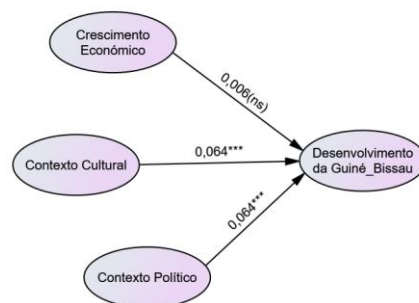 Crescimento
Económico
0,006(ns)
Contexto Cultural
0,064***
Desenvolvimento
da Guiné_Bissau
0,064***
Contexto Político